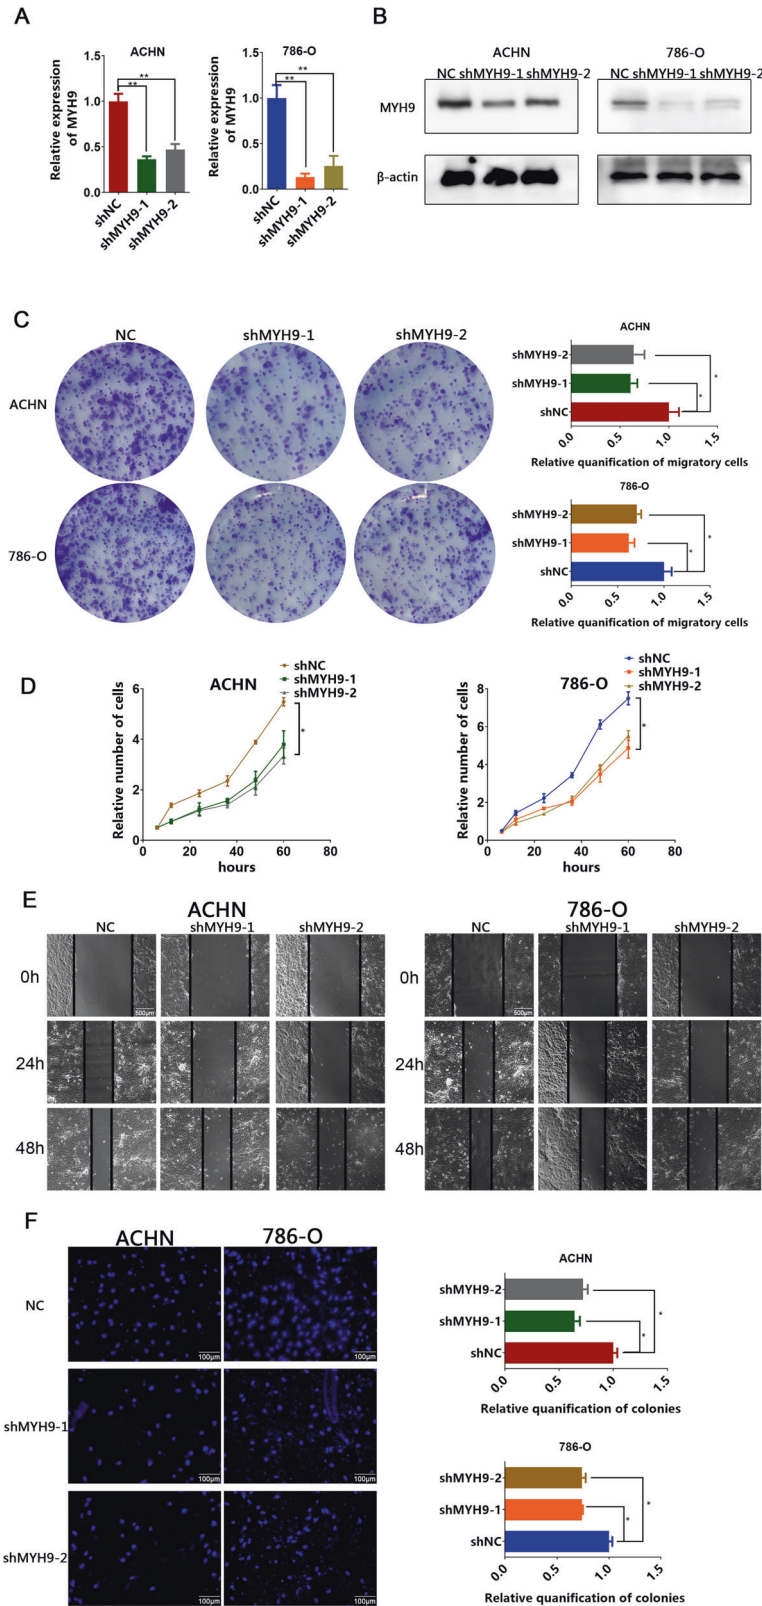 A
ACHN
Relative expression
of MYH9
1.5
1.0
0.5
0.0
**
**
shNC
shMYH9-1
shMYH9-2
786-O
Relative expression
of MYH9
1.5
1.0
0.5
0.0
**
**
shNC
shMYH9-1
shMYH9-2
B
ACHN
786-O
NC shMYH9-1 shMYH9-2
NC shMYH9-1 shMYH9-2
MYH9
β-actin
C
NC
shMYH9-1
shMYH9-2
ACHN
786-O
ACHN
shMYH9-2
shMYH9-1
shNC
*
*
0.0
0.5
1.0
1.5
Relative quanification of migratory cells
786-O
shMYH9-2
shMYH9-1
shNC
*
*
0.0
0.5
1.0
1.5
Relative quanification of migratory cells
D
ACHN
shNC
shMYH9-1
shMYH9-2
Relative number of cells
6
4
2
0
*
0
20
40
60
80
hours
786-O
shNC
shMYH9-1
shMYH9-2
Relative number of cells
8
6
4
2
0
*
0
20
40
60
80
hours
E
ACHN
786-O
NC
shMYH9-1
shMYH9-2
NC
shMYH9-1
shMYH9-2
0h
500μm
0h
500μm
24h
24h
48h
48h
F
ACHN
786-O
NC
100μm
100μm
shMYH9-1
100μm
100μm
shMYH9-2
100μm
100μm
ACHN
shMYH9-2
shMYH9-1
shNC
*
*
0.0
0.5
1.0
1.5
Relative quanification of colonies
786-O
shMYH9-2
shMYH9-1
shNC
*
*
0.0
0.5
1.0
1.5
Relative quanification of colonies